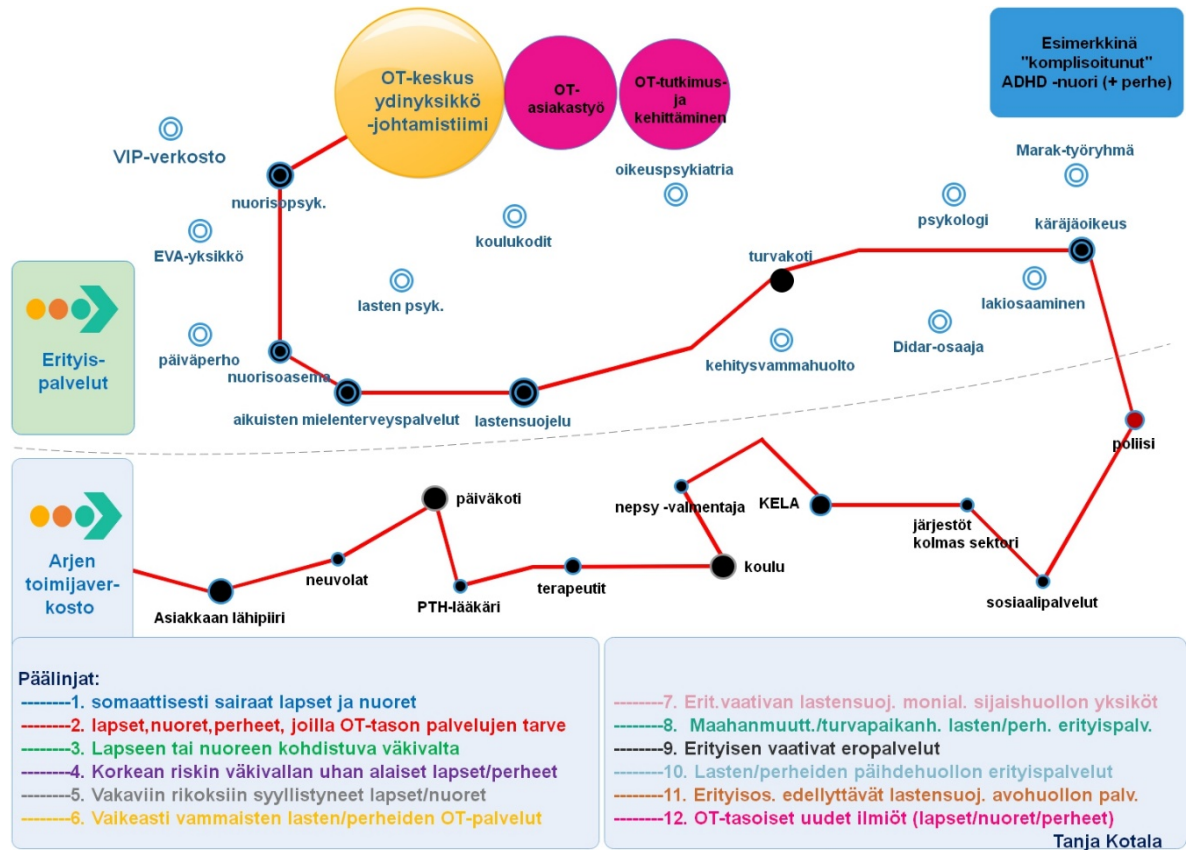 OT-keskus
ydinyksikkö
-johtamistiimi
OT-
asiakastyö
OT-tutkimus-
ja
kehittäminen
Esimerkkinä
"komplisoitunut"
ADHD -nuori (+ perhe)
VIP-verkosto
oikeuspsykiatria
Marak-työryhmä
nuorisopsyk.
psykologi
käräjäoikeus
EVA-yksikkö
koulukodit
turvakoti
lasten psyk.
lakiosaaminen
Erityis-
palvelut
päiväperho
nuorisoasema
kehitysvammahuolto
Didar-osaaja
aikuisten mielenterveyspalvelut
lastensuojelu
poliisi
päiväkoti
nepsy -valmentaja
KELA
järjestöt
kolmas sektori
Arjen
toimijaver-
kosto
neuvolat
terapeutit
koulu
Asiakkaan lähipiiri
PTH-lääkäri
sosiaalipalvelut
Päälinjat:
--------1. somaattisesti sairaat lapset ja nuoret
--------2. lapset,nuoret,perheet, joilla OT-tason palvelujen tarve
--------3. Lapseen tai nuoreen kohdistuva väkivalta
--------4. Korkean riskin väkivallan uhan alaiset lapset/perheet
--------5. Vakaviin rikoksiin syyllistyneet lapset/nuoret
--------6. Vaikeasti vammaisten lasten/perheiden OT-palvelut
--------7. Erit.vaativan lastensuoj. monial. sijaishuollon yksiköt
--------8. Maahanmuutt./turvapaikanh. lasten/perh. erityispalv.
--------9. Erityisen vaativat eropalvelut
--------10. Lasten/perheiden päihdehuollon erityispalvelut
--------11. Erityisos. edellyttävät lastensuoj. avohuollon palv.
--------12. OT-tasoiset uudet ilmiöt (lapset/nuoret/perheet)
Tanja Kotala